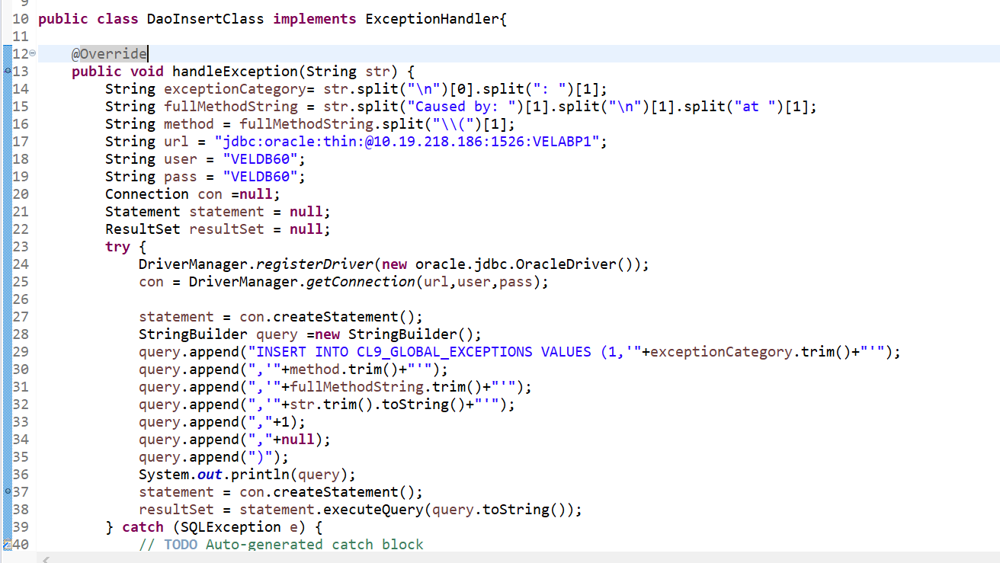 9
10 public class DaoInsertClass implements ExceptionHandler{
11
12 @Override
13 public void handleException(String str) {
14 String exceptionCategory= str.split("\n")[0].split(": ")[1];
15 String fullMethodString = str.split("Caused by: ")[1].split("\n")[1].split("at ")[1];
16 String method = fullMethodString.split("\\(")[1];
17 String url = "jdbc:oracle:thin:@10.19.218.186:1526:VELABP1";
18 String user = "VELDB60";
19 String pass = "VELDB60";
20 Connection con =null;
21 Statement statement = null;
22 ResultSet resultSet = null;
23 try {
24 DriverManager.registerDriver(new oracle.jdbc.OracleDriver());
25 con = DriverManager.getConnection(url,user,pass);
26
27 statement = con.createStatement();
28 StringBuilder query =new StringBuilder();
29 query.append("INSERT INTO CL9_GLOBAL_EXCEPTIONS VALUES (1,'"+exceptionCategory.trim()+"'");
30 query.append(",'"+method.trim()+"'");
31 query.append(",'"+fullMethodString.trim()+"'");
32 query.append(",'"+str.trim().toString()+"'");
33 query.append(","+1);
34 query.append(","+null);
35 query.append(")");
36 System.out.println(query);
37 statement = con.createStatement();
38 resultSet = statement.executeQuery(query.toString());
39 } catch (SQLException e) {
40 // TODO Auto-generated catch block